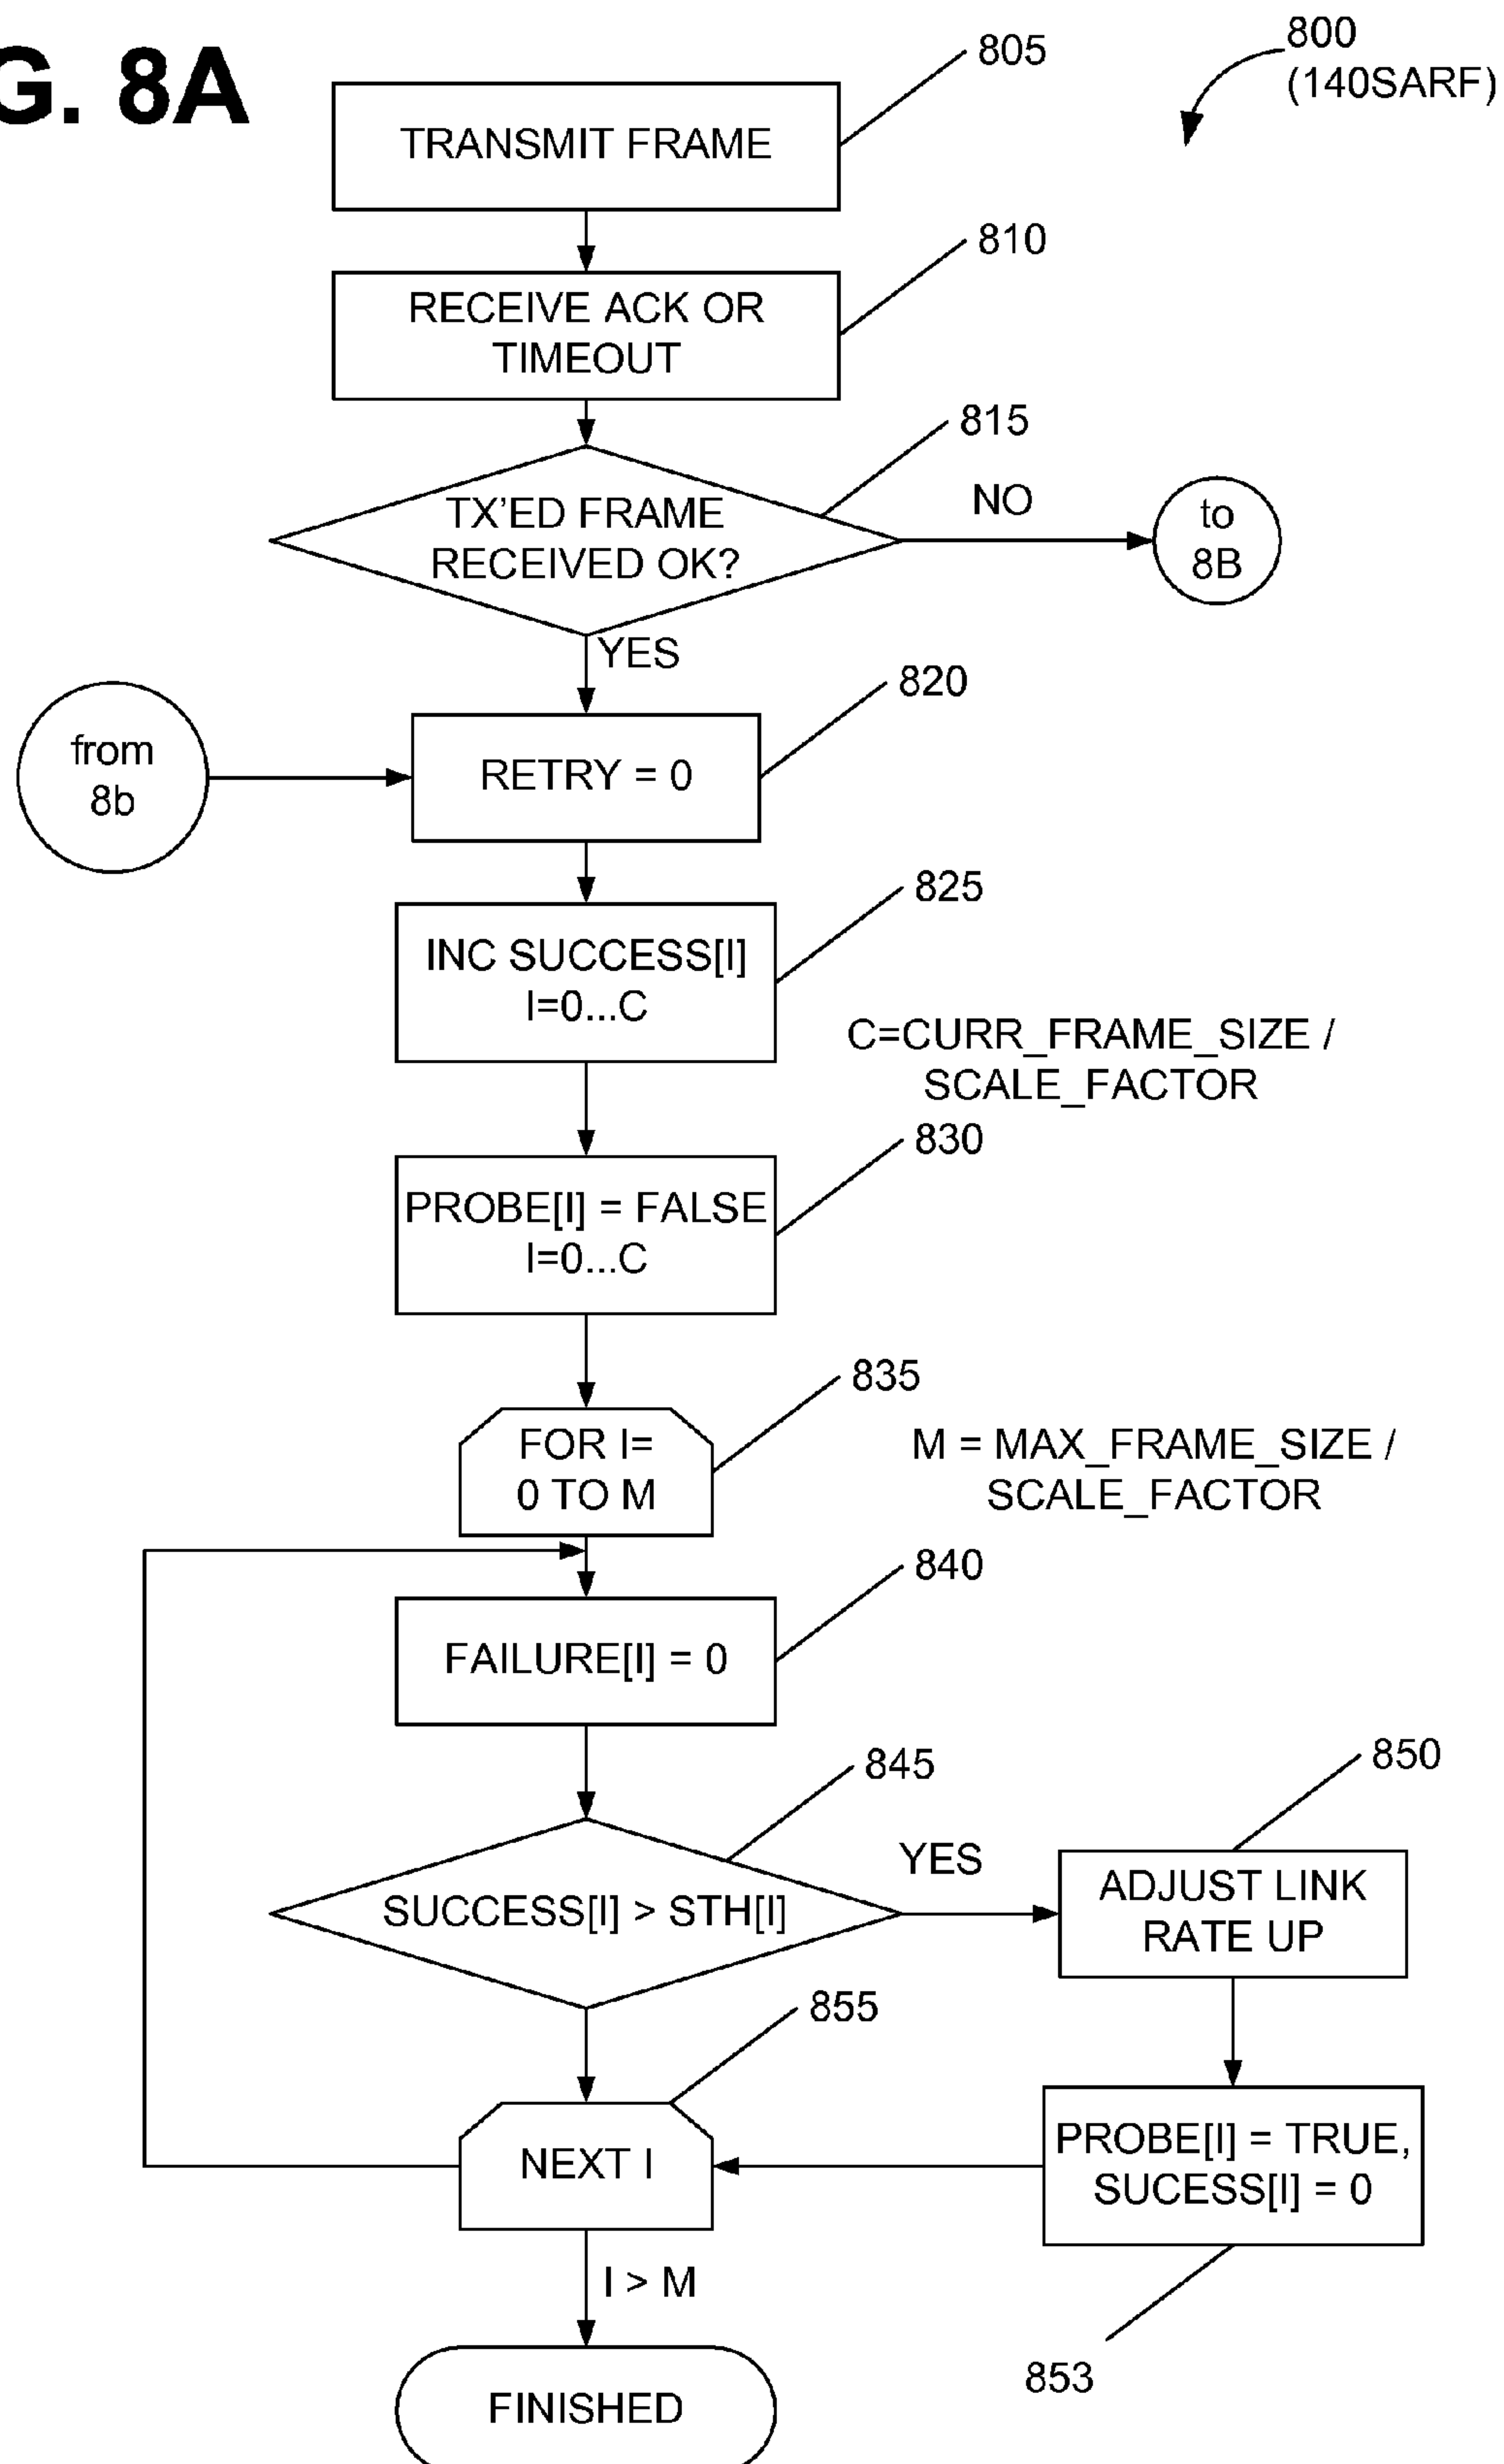 G. 8A
800
(140SARF)
805
TRANSMIT FRAME
810
RECEIVE ACK OR
TIMEOUT
815
TX'ED FRAME
RECEIVED OK?
NO
to
8B
YES
820
from
8b
RETRY = 0
825
INC SUCCESS[I]
I=0...C
C=CURR_FRAME_SIZE /
SCALE_FACTOR
830
PROBE[I] = FALSE
I=0...C
835
FOR I=
0 TO M
M = MAX_FRAME_SIZE /
SCALE_FACTOR
840
FAILURE[I] = 0
845
850
SUCCESS[I] > STH[I]
YES
ADJUST LINK
RATE UP
855
NEXT I
PROBE[I] = TRUE,
SUCESS[I] = 0
I > M
853
FINISHED